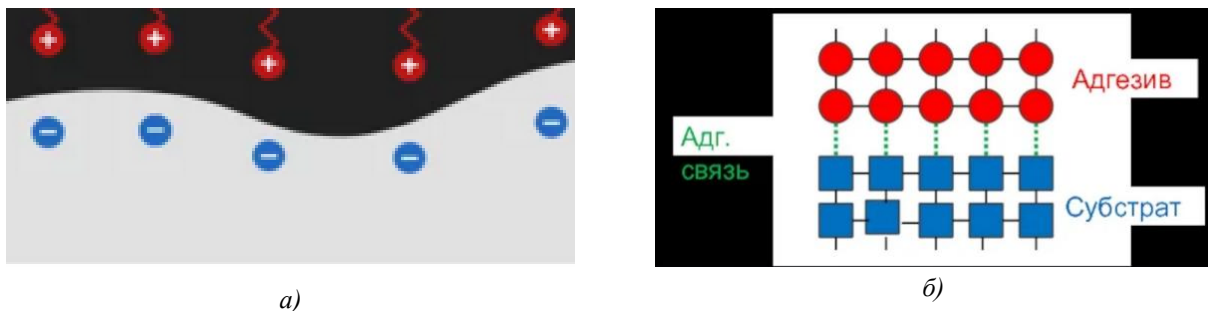 + + + + +
− − − − −
Адгезив
Адг.
связь
Субстрат
а)
б)